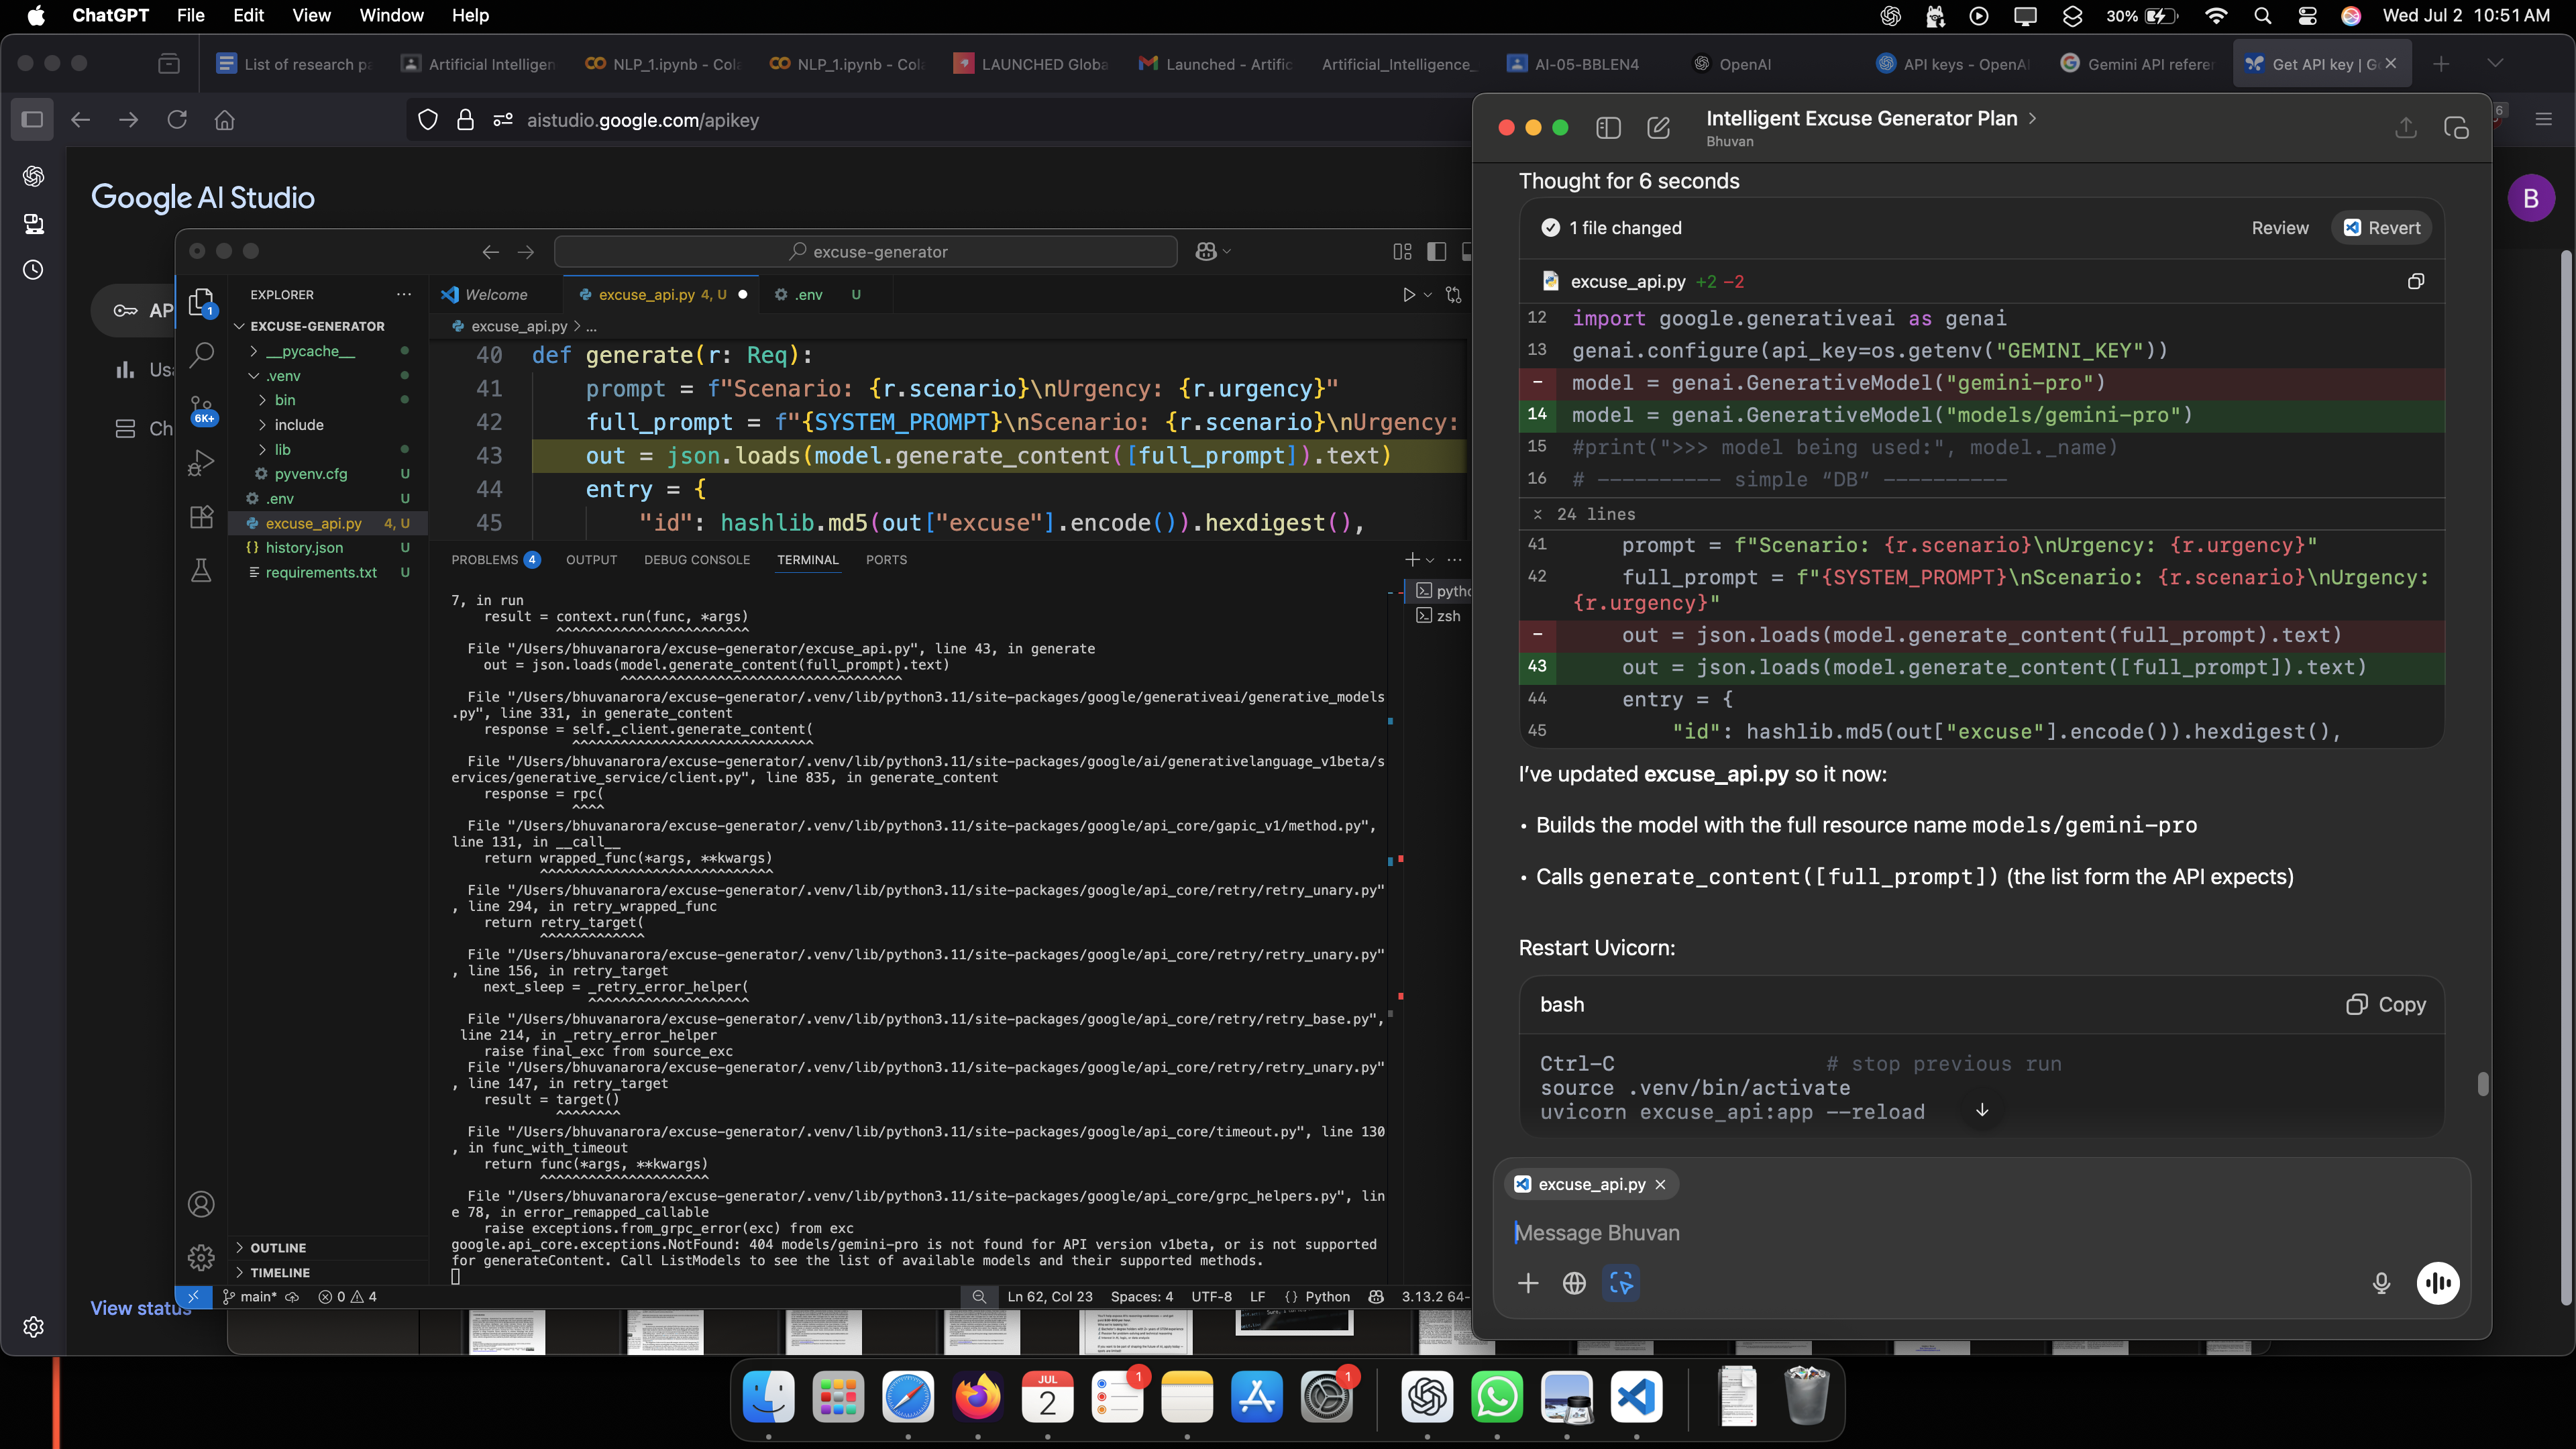 ChatGPT File Edit View Window Help
30% Wed Jul 2 10:51 AM
List of research pa
Artificial Intelligen
NLP_1.ipynb - Col
NLP_1.ipynb - Col
LAUNCHED Globa
Launched - Artific
Artificial_Intelligence_
AI-05-BBLEN4
OpenAI
API keys - OpenAI
Gemini API refere
Get API key | G
aistudio.google.com/apikey
6
Google AI Studio
B
AP
Us
Ch
View status
excuse-generator
1
6K+
EXPLORER
EXCUSE-GENERATOR
__pycache__
.venv
bin
include
lib
pyvenv.cfg U
.env U
excuse_api.py 4, U
history.json U
requirements.txt U
OUTLINE
TIMELINE
Welcome
excuse_api.py 4, U
.env U
excuse_api.py > ...
40 def generate(r: Req):
41 prompt = f"Scenario: {r.scenario}\nUrgency: {r.urgency}"
42 full_prompt = f"{SYSTEM_PROMPT}\nScenario: {r.scenario}\nUrgency:
43 out = json.loads(model.generate_content([full_prompt]).text)
44 entry = {
45 "id": hashlib.md5(out["excuse"].encode()).hexdigest(),
PROBLEMS 4 OUTPUT DEBUG CONSOLE TERMINAL PORTS
pytho
zsh
7, in run
result = context.run(func, *args)
^^^^^^^^^^^^^^^^^^^^^^^^
File "/Users/bhuvanarora/excuse-generator/excuse_api.py", line 43, in generate
out = json.loads(model.generate_content(full_prompt).text)
^^^^^^^^^^^^^^^^^^^^^^^^^^^^^^^^^^^
File "/Users/bhuvanarora/excuse-generator/.venv/lib/python3.11/site-packages/google/generativeai/generative_models
.py", line 331, in generate_content
response = self._client.generate_content(
^^^^^^^^^^^^^^^^^^^^^^^^^^^^^^
File "/Users/bhuvanarora/excuse-generator/.venv/lib/python3.11/site-packages/google/ai/generativelanguage_v1beta/s
ervices/generative_service/client.py", line 835, in generate_content
response = rpc(
^^^^
File "/Users/bhuvanarora/excuse-generator/.venv/lib/python3.11/site-packages/google/api_core/gapic_v1/method.py",
line 131, in __call__
return wrapped_func(*args, **kwargs)
^^^^^^^^^^^^^^^^^^^^^^^^^^^^^
File "/Users/bhuvanarora/excuse-generator/.venv/lib/python3.11/site-packages/google/api_core/retry/retry_unary.py"
, line 294, in retry_wrapped_func
return retry_target(
^^^^^^^^^^^^^
File "/Users/bhuvanarora/excuse-generator/.venv/lib/python3.11/site-packages/google/api_core/retry/retry_unary.py"
, line 156, in retry_target
next_sleep = _retry_error_helper(
^^^^^^^^^^^^^^^^^^^^
File "/Users/bhuvanarora/excuse-generator/.venv/lib/python3.11/site-packages/google/api_core/retry/retry_base.py",
line 214, in _retry_error_helper
raise final_exc from source_exc
File "/Users/bhuvanarora/excuse-generator/.venv/lib/python3.11/site-packages/google/api_core/retry/retry_unary.py"
, line 147, in retry_target
result = target()
^^^^^^^^
File "/Users/bhuvanarora/excuse-generator/.venv/lib/python3.11/site-packages/google/api_core/timeout.py", line 130
, in func_with_timeout
return func(*args, **kwargs)
^^^^^^^^^^^^^^^^^^^^^
File "/Users/bhuvanarora/excuse-generator/.venv/lib/python3.11/site-packages/google/api_core/grpc_helpers.py", lin
e 78, in error_remapped_callable
raise exceptions.from_grpc_error(exc) from exc
google.api_core.exceptions.NotFound: 404 models/gemini-pro is not found for API version v1beta, or is not supported
for generateContent. Call ListModels to see the list of available models and their supported methods.
main* 0 4 Ln 62, Col 23 Spaces: 4 UTF-8 LF {} Python 3.13.2 64-
Intelligent Excuse Generator Plan >
Bhuvan
Thought for 6 seconds
1 file changed Review Revert
excuse_api.py +2 -2
12 import google.generativeai as genai
13 genai.configure(api_key=os.getenv("GEMINI_KEY"))
- model = genai.GenerativeModel("gemini-pro")
14 model = genai.GenerativeModel("models/gemini-pro")
15 #print(">>> model being used:", model._name)
16 # ---------- simple “DB” ----------
24 lines
41 prompt = f"Scenario: {r.scenario}\nUrgency: {r.urgency}"
42 full_prompt = f"{SYSTEM_PROMPT}\nScenario: {r.scenario}\nUrgency:
{r.urgency}"
- out = json.loads(model.generate_content(full_prompt).text)
43 out = json.loads(model.generate_content([full_prompt]).text)
44 entry = {
45 "id": hashlib.md5(out["excuse"].encode()).hexdigest(),
I’ve updated excuse_api.py so it now:
• Builds the model with the full resource name models/gemini-pro
• Calls generate_content([full_prompt]) (the list form the API expects)
Restart Uvicorn:
bash Copy
Ctrl-C # stop previous run
source .venv/bin/activate
uvicorn excuse_api:app --reload
excuse_api.py
Message Bhuvan
JUL
2
1
1